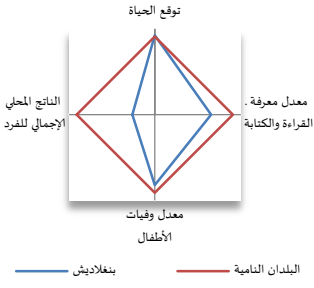 توقع الحياة
معدل معرفة .
القراءة والكتابة
الناتج المحلي
الإجمالي للفرد
معدل وفيات
الأطفال
البلدان النامية
بنغلاديش